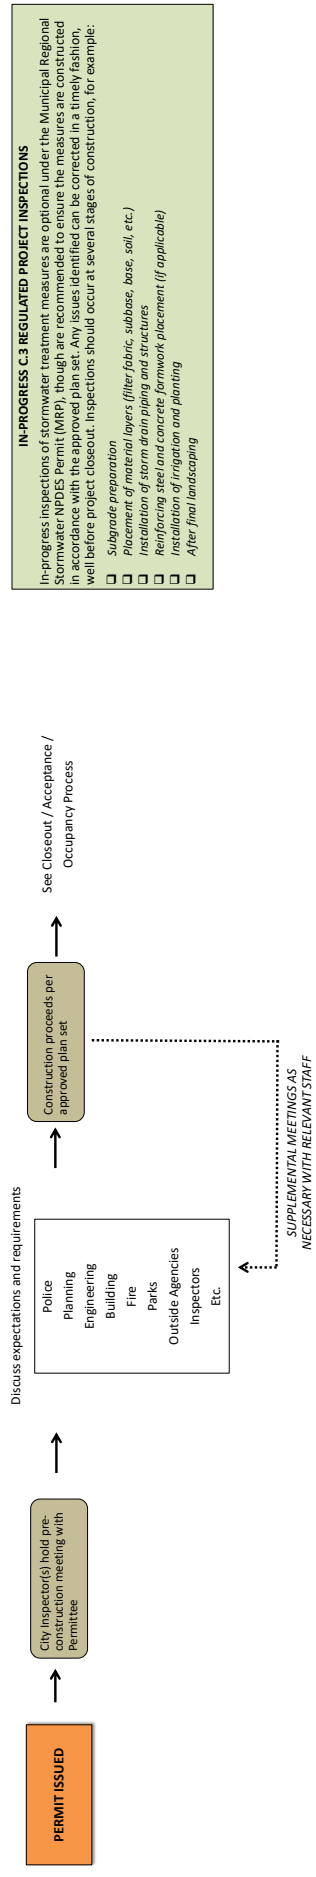 PERMIT ISSUED
City Inspector(s) hold pre-
construction meeting with
Permittee
Discuss expectations and requirements
Police
Planning
Engineering
Building
Fire
Parks
Outside Agencies
Inspectors
Etc.
Construction proceeds per
approved plan set
See Closeout / Acceptance /
Occupancy Process
SUPPLEMENTAL MEETINGS AS
NECESSARY WITH RELEVANT STAFF
IN-PROGRESS C.3 REGULATED PROJECT INSPECTIONS
In-progress inspections of stormwater treatment measures are optional under the Municipal Regional
Stormwater NPDES Permit (MRP), though are recommended to ensure the measures are constructed
in accordance with the approved plan set. Any issues identified can be corrected in a timely fashion,
well before project closeout. Inspections should occur at several stages of construction, for example:
❑ Subgrade preparation
❑ Placement of material layers (filter fabric, subbase, base, soil, etc.)
❑ Installation of storm drain piping and structures
❑ Reinforcing steel and concrete formwork placement (if applicable)
❑ Installation of irrigation and planting
❑ After final landscaping